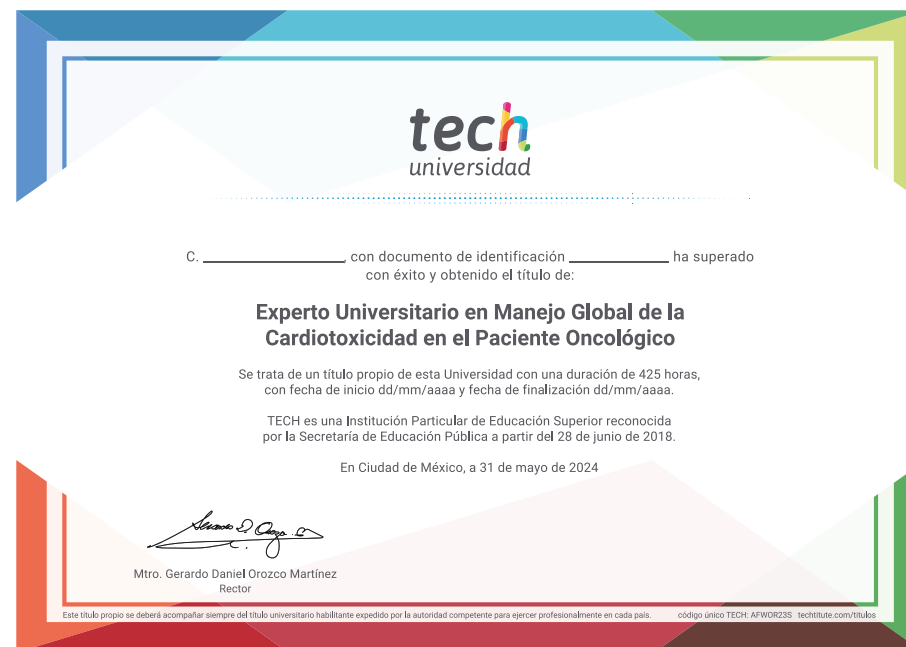 tech
universidad
C. ____________________, con documento de identificación ______________ ha superado
con éxito y obtenido el título de:
Experto Universitario en Manejo Global de la
Cardiotoxicidad en el Paciente Oncológico
Se trata de un título propio de esta Universidad con una duración de 425 horas,
con fecha de inicio dd/mm/aaaa y fecha de finalización dd/mm/aaaa.
TECH es una Institución Particular de Educación Superior reconocida
por la Secretaría de Educación Pública a partir del 28 de junio de 2018.
En Ciudad de México, a 31 de mayo de 2024
Mtro. Gerardo Daniel Orozco Martínez
Rector
Este título propio se deberá acompañar siempre del título universitario habilitante expedido por la autoridad competente para ejercer profesionalmente en cada país. código único TECH: AFWOR23S techtitute.com/titulos